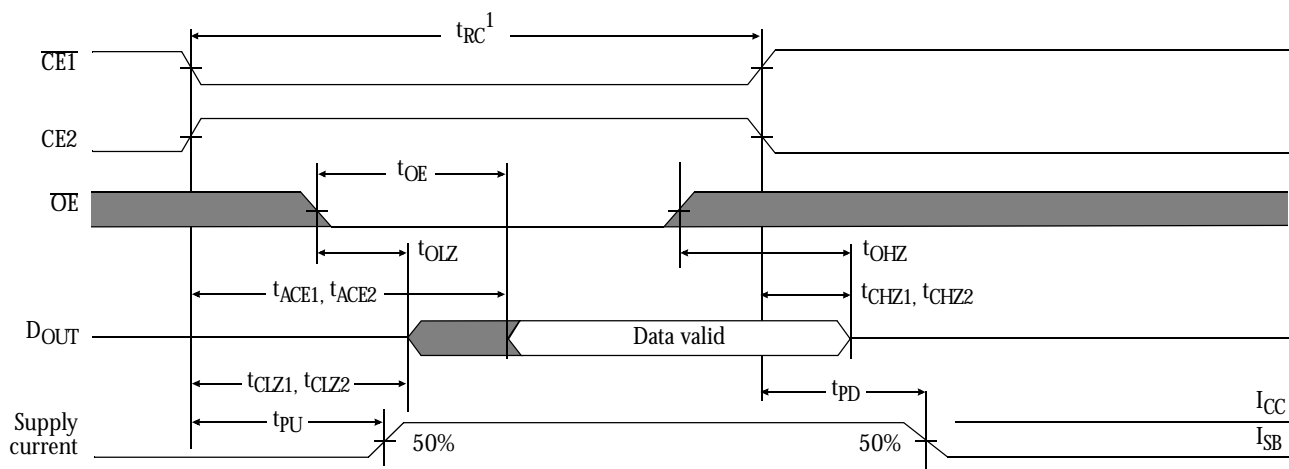 tRC1
CE1
CE2
tOE
OE
tOLZ
tOHZ
tACE1, tACE2
tCHZ1, tCHZ2
DOUT
Data valid
tCLZ1, tCLZ2
tPD
tPU
ICC
Supply
current
50%
50%
ISB